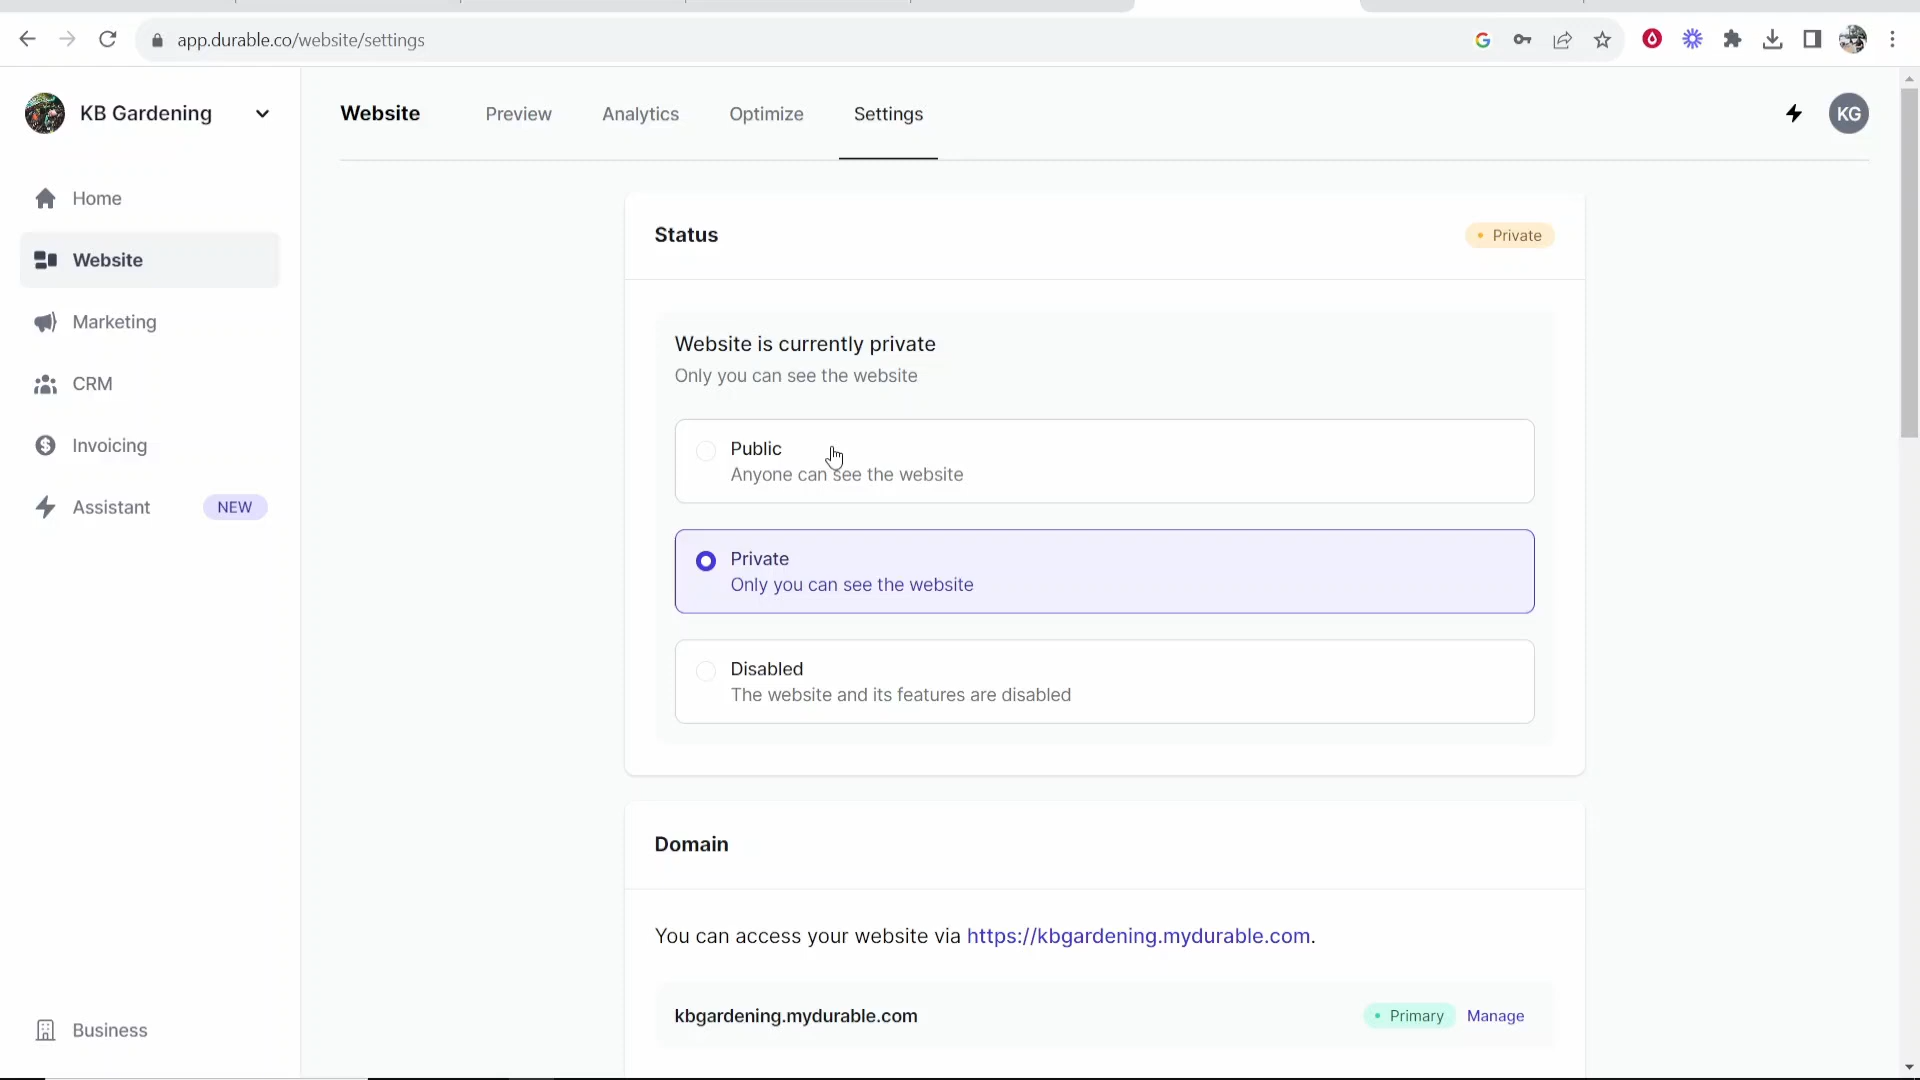 app.durable.co/website/settings
KB Gardening
Website
Preview
Analytics
Optimize
Settings
KG
Home
Website
Marketing
CRM
Invoicing
Assistant
NEW
Business
Status
Private
Website is currently private
Only you can see the website
Public
Anyone can see the website
Private
Only you can see the website
Disabled
The website and its features are disabled
Domain
You can access your website via https://kbgardening.mydurable.com.
kbgardening.mydurable.com
Primary
Manage